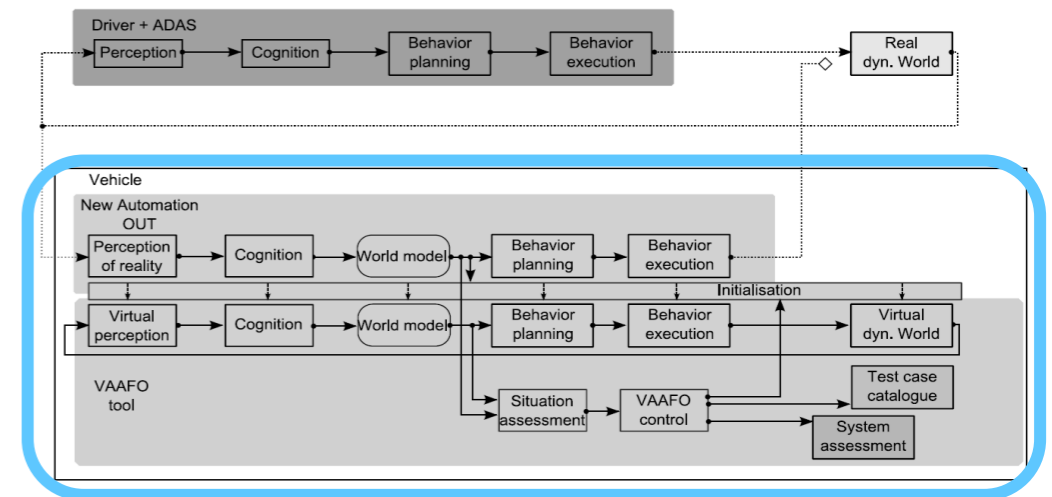 Driver + ADAS
Perception
Cognition
Behavior
planning
Behavior
execution
Real
dyn. World
Vehicle
New Automation
OUT
Perception
of reality
Cognition
World model
Behavior
planning
Behavior
execution
Initialisation
Virtual
perception
Cognition
World model
Behavior
planning
Behavior
execution
Virtual
dyn. World
VAAFO
tool
Situation
assessment
VAAFO
control
Test case
catalogue
System
assessment